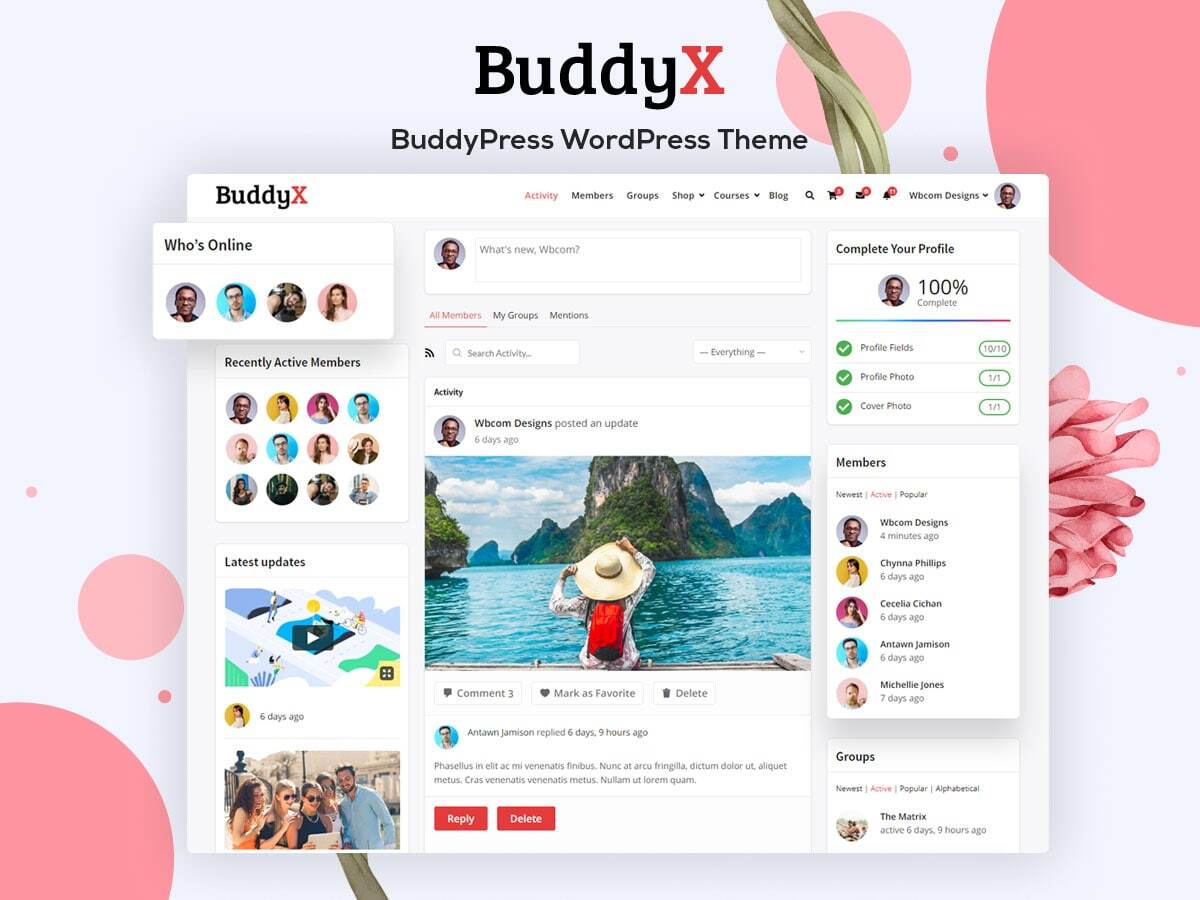 BuddyX
BuddyPress WordPress Theme
BuddyX
Activity Members Groups Shop Courses Blog 3 9 11 Wbcom Designs
Who's Online
Recently Active Members
Latest updates
6 days ago
What's new, Wbcom?
All Members My Groups Mentions
Search Activity...
— Everything —
Activity
Wbcom Designs posted an update
6 days ago
Comment 3 Mark as Favorite Delete
Antawn Jamison replied 6 days, 9 hours ago
Phasellus in elit ac mi venenatis finibus. Nunc at arcu fringilla, dictum dolor ut, aliquet
metus. Cras venenatis venenatis metus. Nullam ut lorem quam.
Reply Delete
Complete Your Profile
100%
Complete
Profile Fields 10/10
Profile Photo 1/1
Cover Photo 1/1
Members
Newest | Active | Popular
Wbcom Designs
4 minutes ago
Chynna Phillips
6 days ago
Cecelia Cichan
6 days ago
Antawn Jamison
6 days ago
Michellie Jones
7 days ago
Groups
Newest | Active | Popular | Alphabetical
The Matrix
active 6 days, 9 hours ago